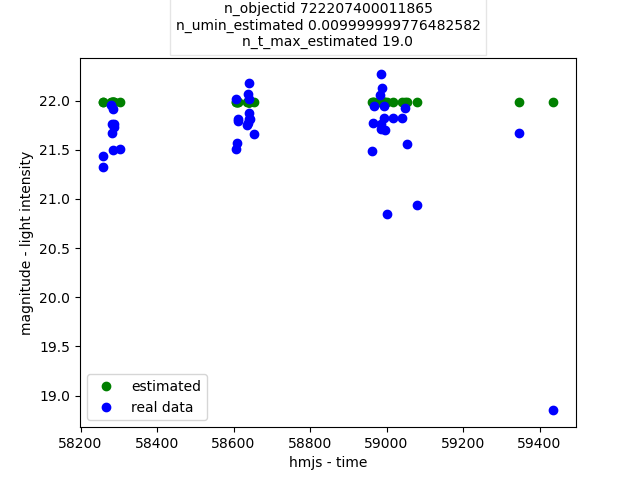 n_objectid 722207400011865
n_umin_estimated 0.009999999776482582
n_t_max_estimated 19.0
22.0
21.5
21.0
20.5
20.0
19.5
19.0
magnitude - light intensity
estimated
real data
58200 58400 58600 58800 59000 59200 59400
hmjs - time